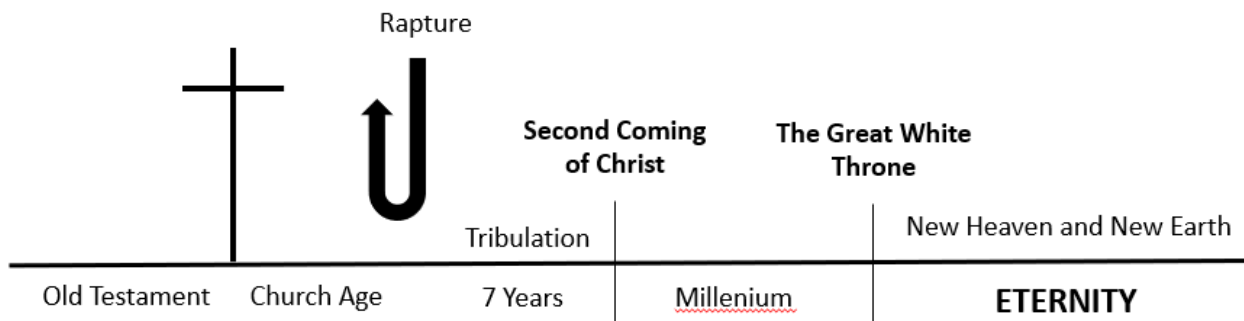 Rapture
Second Coming
of Christ
The Great White
Throne
Tribulation
New Heaven and New Earth
Old Testament
Church Age
7 Years
Millenium
ETERNITY